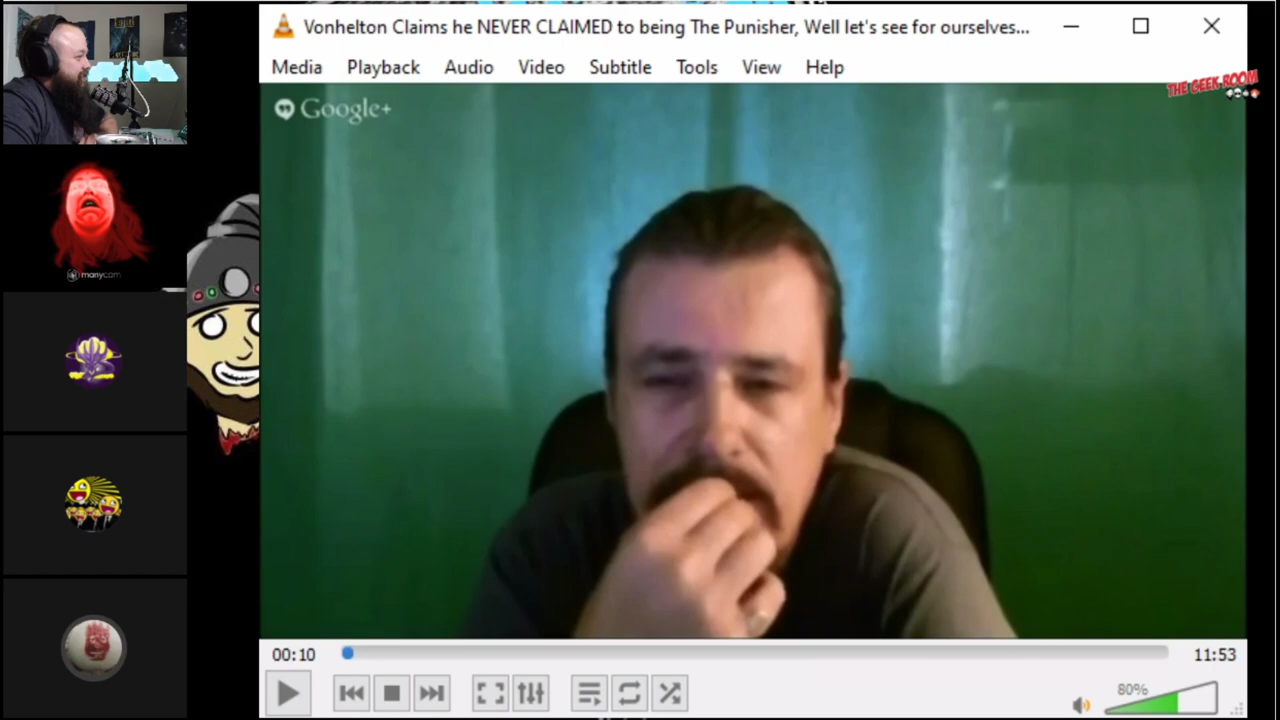 Vonhelton Claims he NEVER CLAIMED to being The Punisher, Well let's see for ourselves...
Media Playback Audio Video Subtitle Tools View Help
THE GEEK ROOM
Google+
manycam
00:10
11:53
80%